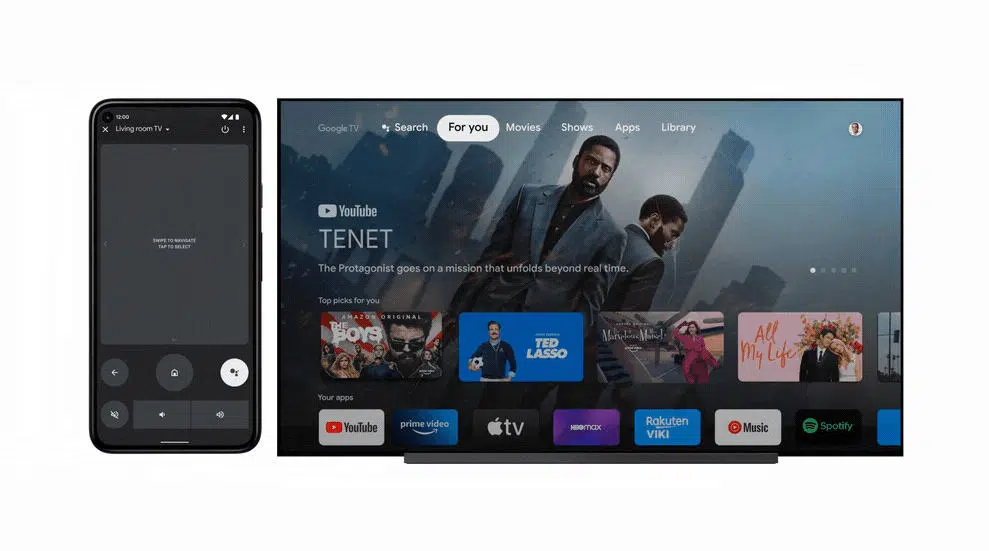 12:00
Living room TV
SWIPE TO NAVIGATE
TAP TO SELECT
Google TV
Search
For you
Movies
Shows
Apps
Library
YouTube
TENET
The Protagonist goes on a mission that unfolds beyond real time.
Top picks for you
AMAZON ORIGINAL
THE
BOYS
TED
LASSO
Marvelous Mrs. Maisel
All
My Life
Your apps
YouTube
prime video
tv
HBOmax
Rakuten
VIKI
Music
Spotify